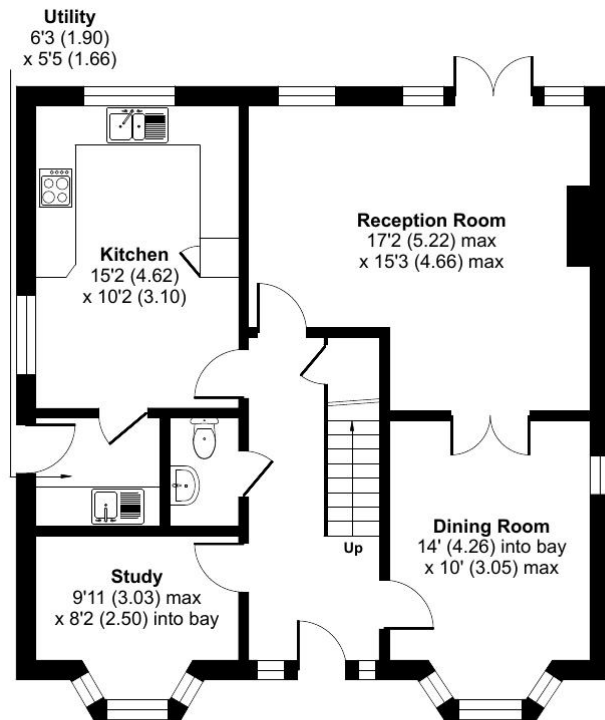 Utility
6'3 (1.90)
x 5'5 (1.66)
Reception Room
17'2 (5.22) max
x 15'3 (4.66) max
Kitchen
15'2 (4.62)
x 10'2 (3.10)
Up
Dining Room
14' (4.26) into bay
x 10' (3.05) max
Study
9'11 (3.03) max
x 8'2 (2.50) into bay